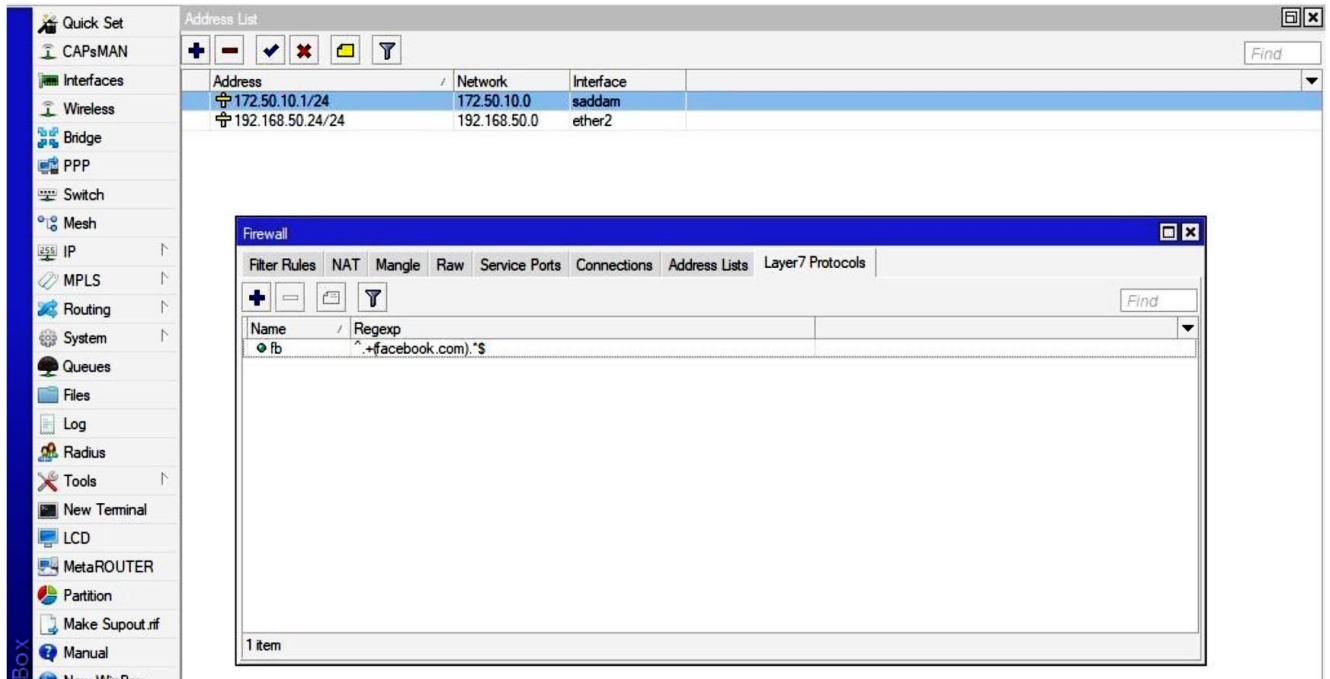 Quick Set
CAPsMAN
Interfaces
Wireless
Bridge
PPP
Switch
Mesh
IP
MPLS
Routing
System
Queues
Files
Log
Radius
Tools
New Terminal
LCD
MetaROUTER
Partition
Make Supout.rif
Manual
New WinBox
Box
Address List
Find
Address / Network Interface
172.50.10.1/24 172.50.10.0 saddam
192.168.50.24/24 192.168.50.0 ether2
Firewall
Filter Rules NAT Mangle Raw Service Ports Connections Address Lists Layer7 Protocols
Find
Name / Regexp
fb ^.+(facebook.com).*$
1 item